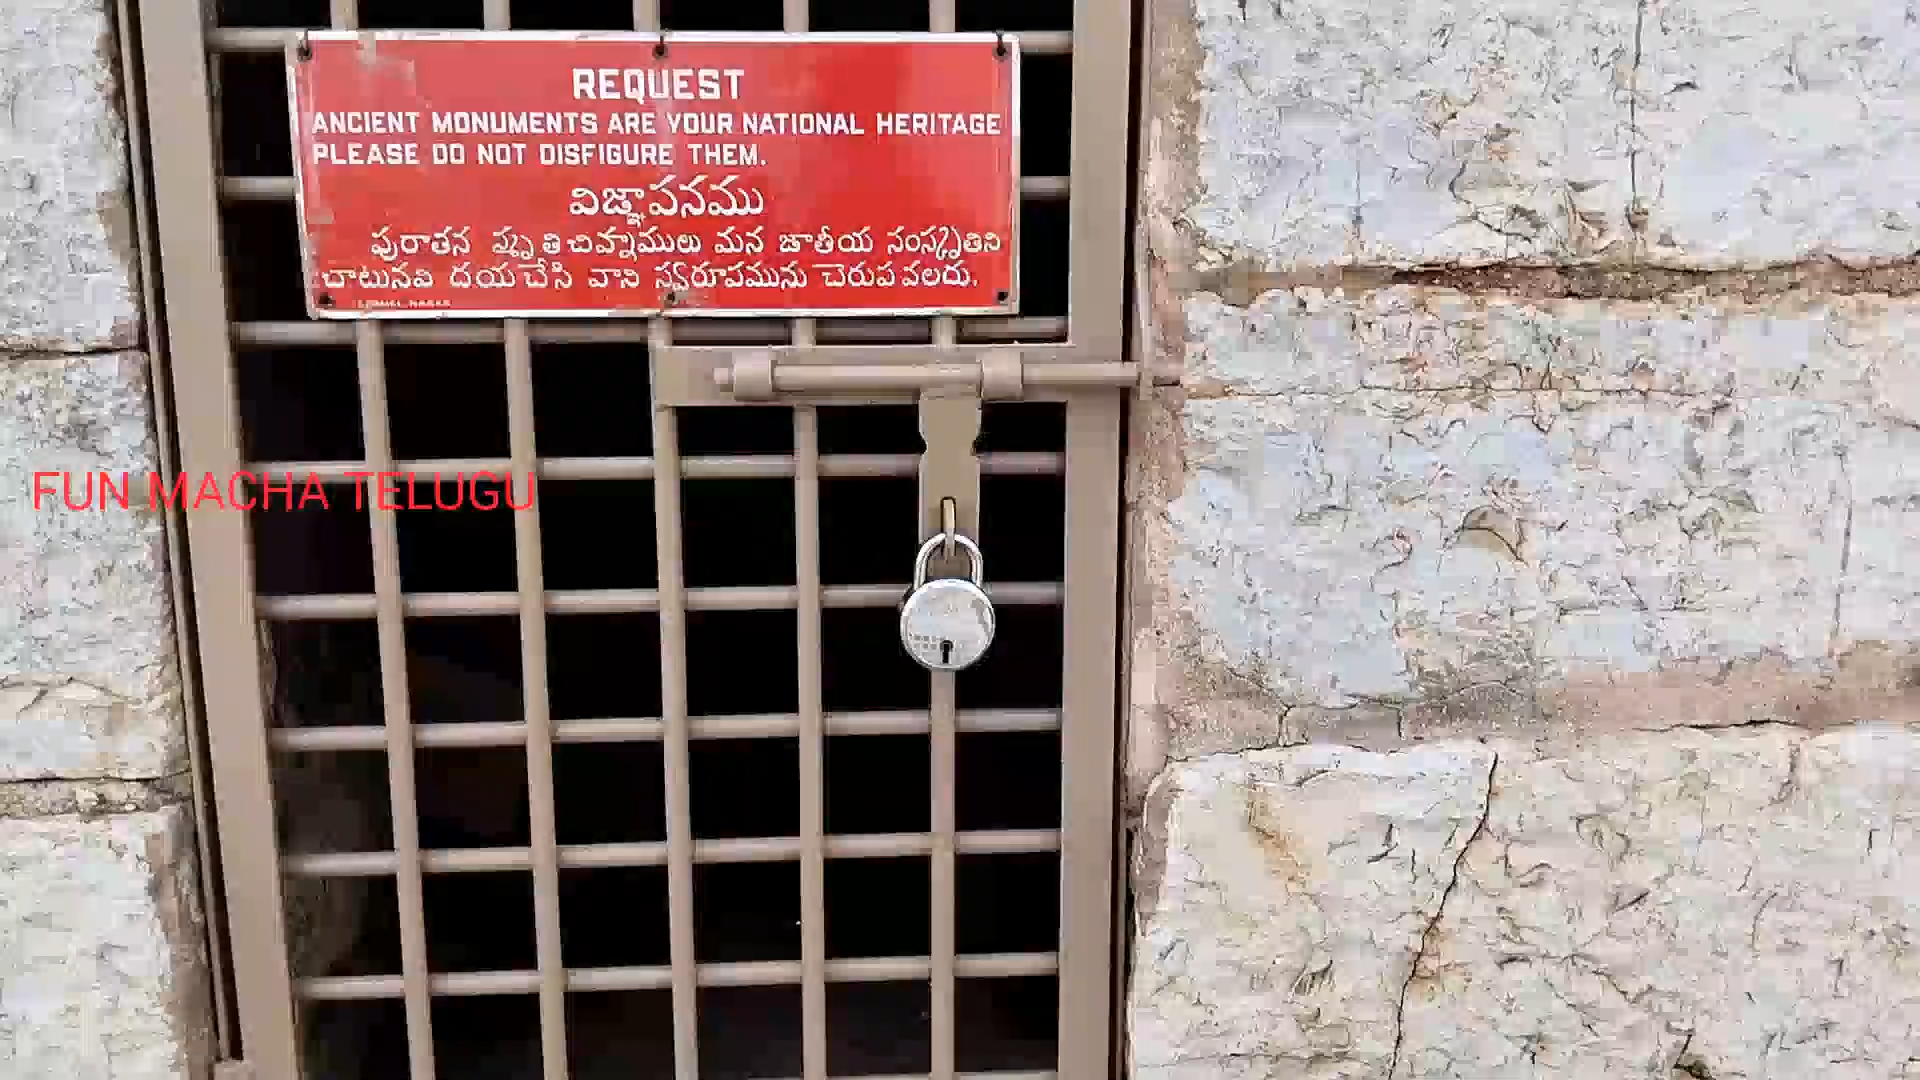 REQUEST
ANCIENT MONUMENTS ARE YOUR NATIONAL HERITAGE
PLEASE DO NOT DISFIGURE THEM.
విజ్ఞాపనము
పురాతన స్మృతి చిహ్నములు మన జాతీయ సంస్కృతిని
చాటునవి దయచేసి వాని స్వరూపమును చెరుపవలదు.
FUN MACHA TELUGU